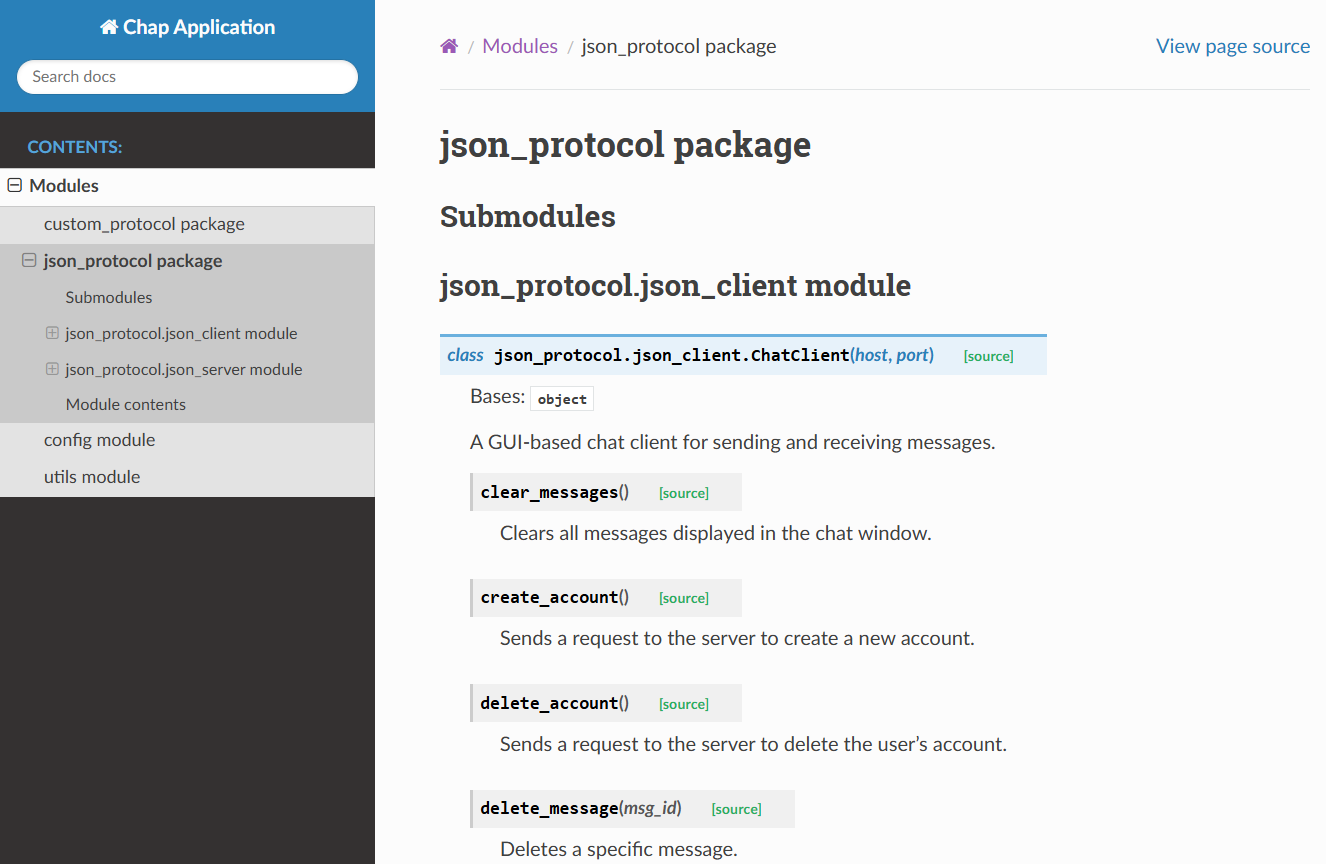 Chap Application
Search docs
CONTENTS:
Modules
custom_protocol package
json_protocol package
Submodules
json_protocol.json_client module
json_protocol.json_server module
Module contents
config module
utils module
/ Modules / json_protocol package
View page source
json_protocol package
Submodules
json_protocol.json_client module
class json_protocol.json_client.ChatClient(host, port) [source]
Bases: object
A GUI-based chat client for sending and receiving messages.
clear_messages() [source]
Clears all messages displayed in the chat window.
create_account() [source]
Sends a request to the server to create a new account.
delete_account() [source]
Sends a request to the server to delete the user’s account.
delete_message(msg_id) [source]
Deletes a specific message.